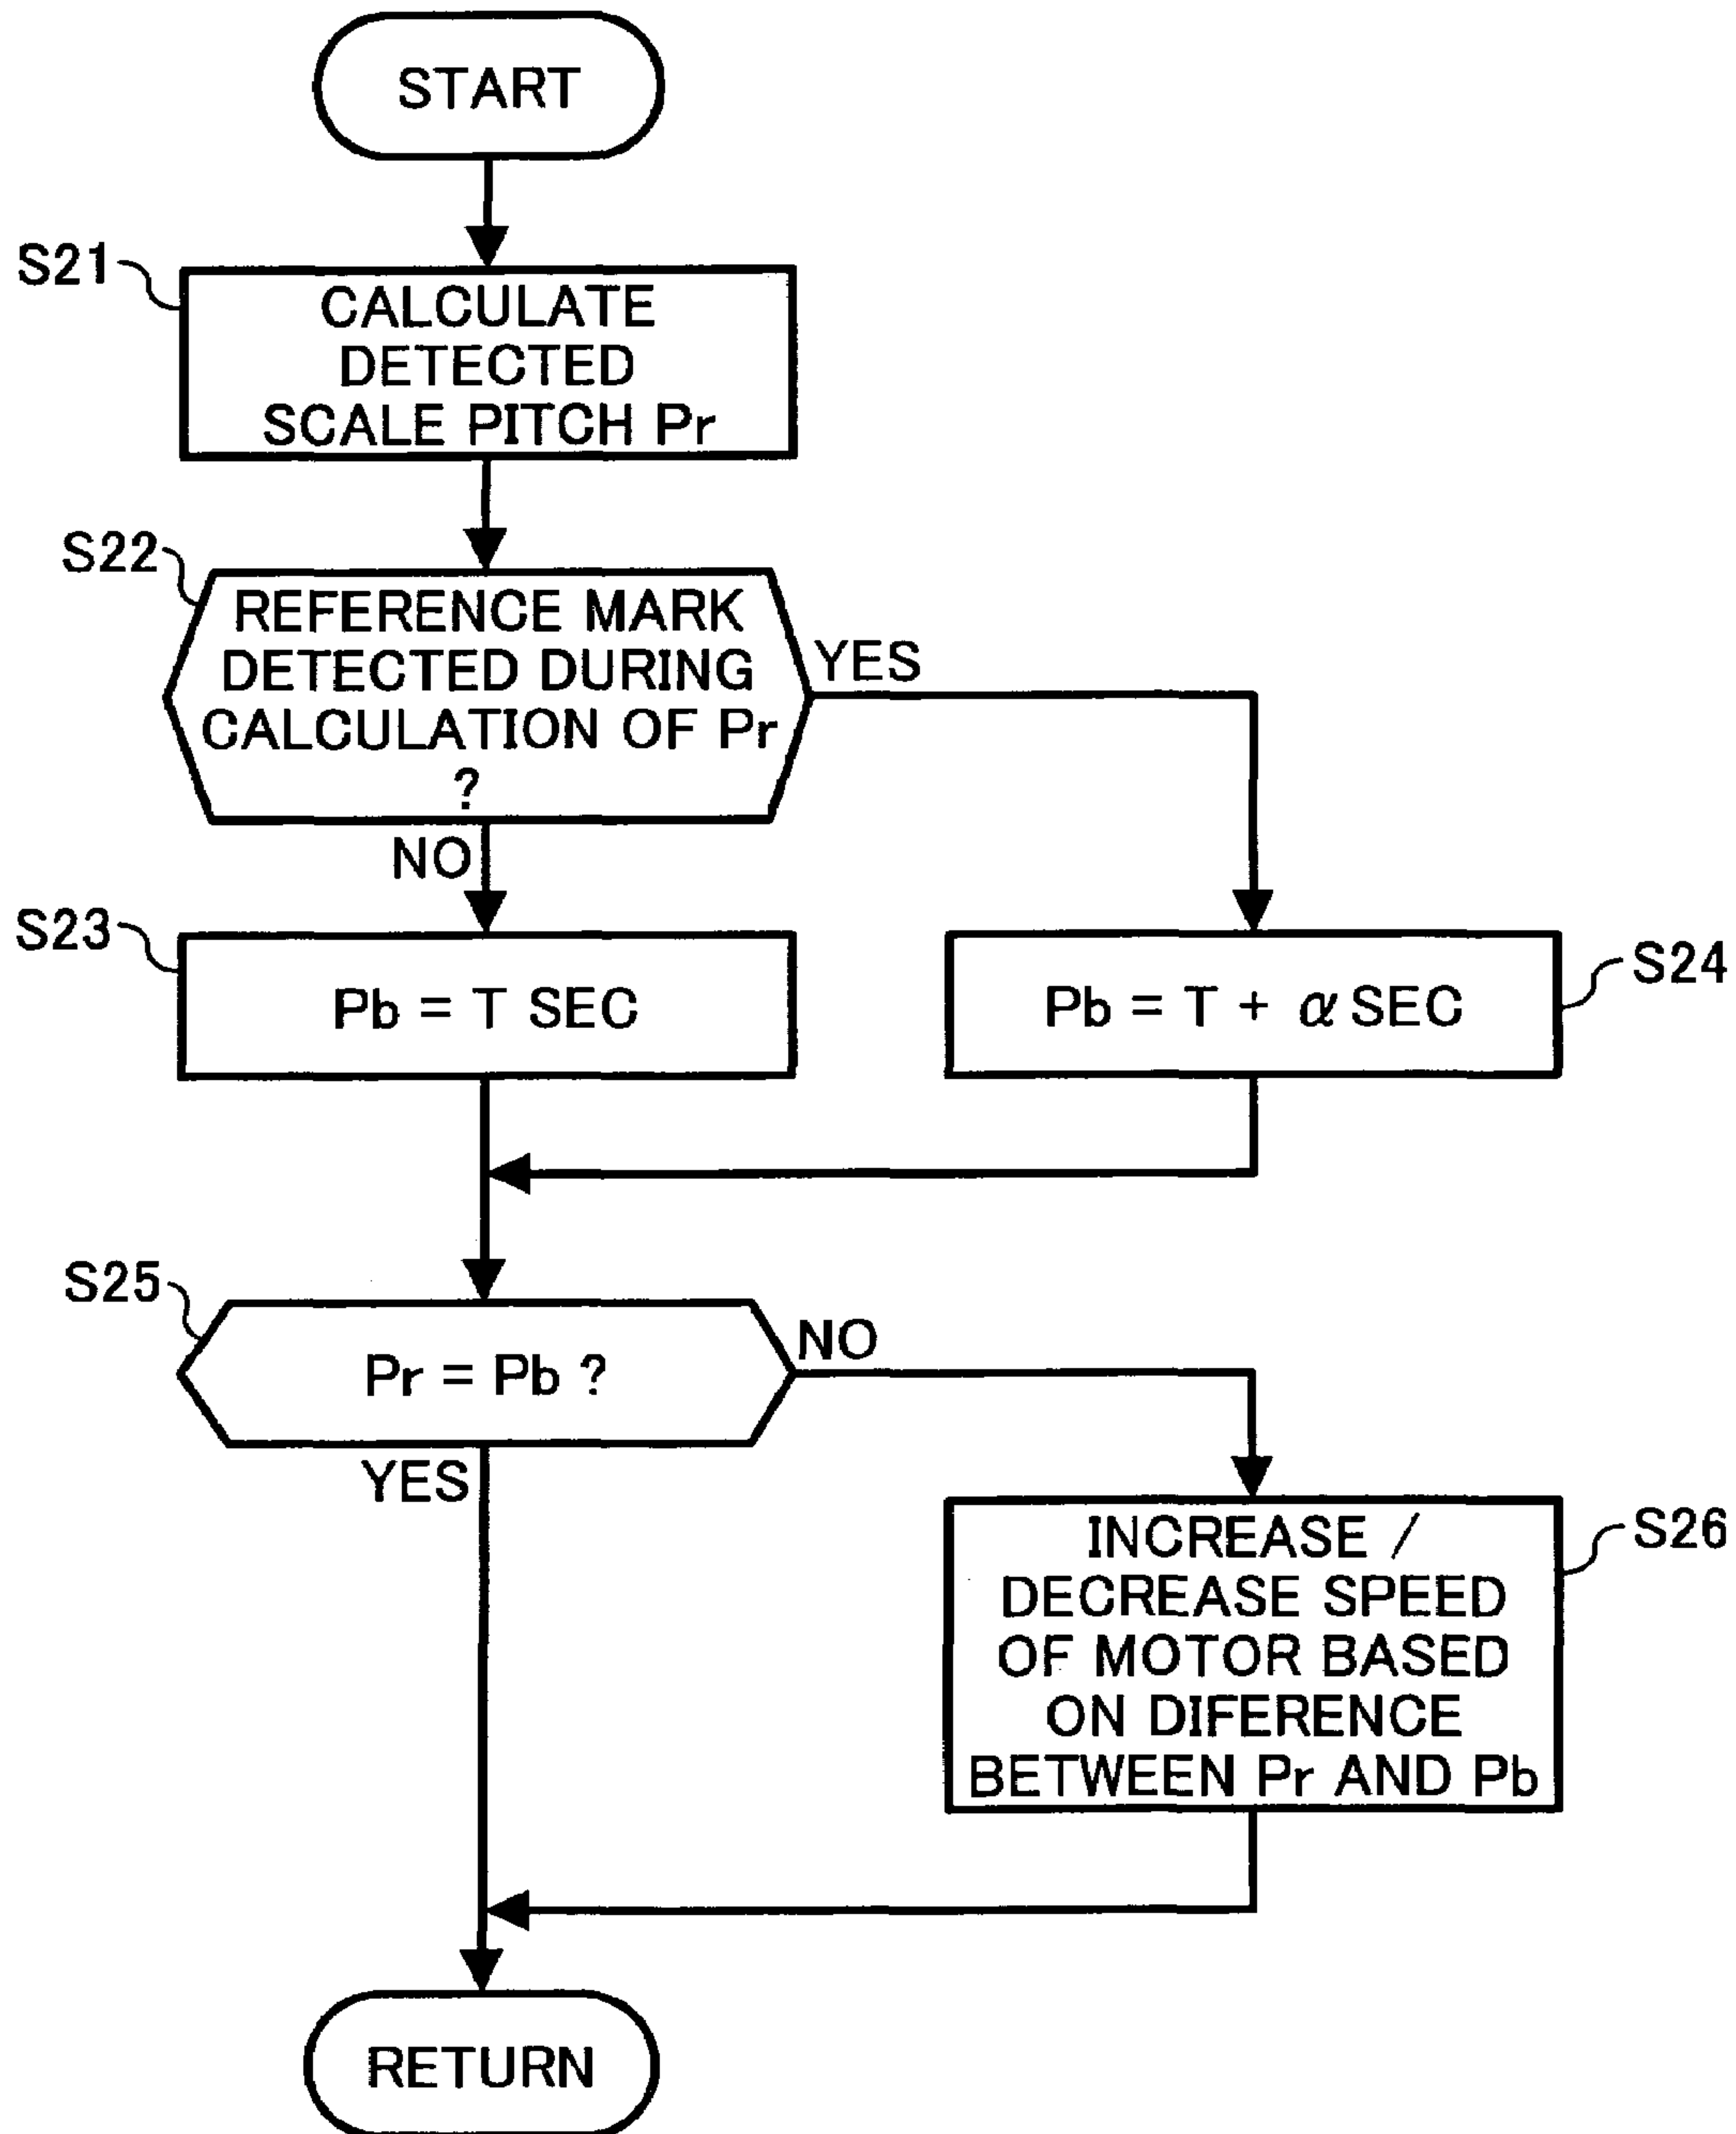 START
S21
CALCULATE
DETECTED
SCALE PITCH Pr
S22
REFERENCE MARK
DETECTED DURING
CALCULATION OF Pr
?
YES
NO
S23
Pb = T SEC
Pb = T + α SEC
S24
S25
Pr = Pb ?
NO
YES
INCREASE /
DECREASE SPEED
OF MOTOR BASED
ON DIFERENCE
BETWEEN Pr AND Pb
S26
RETURN